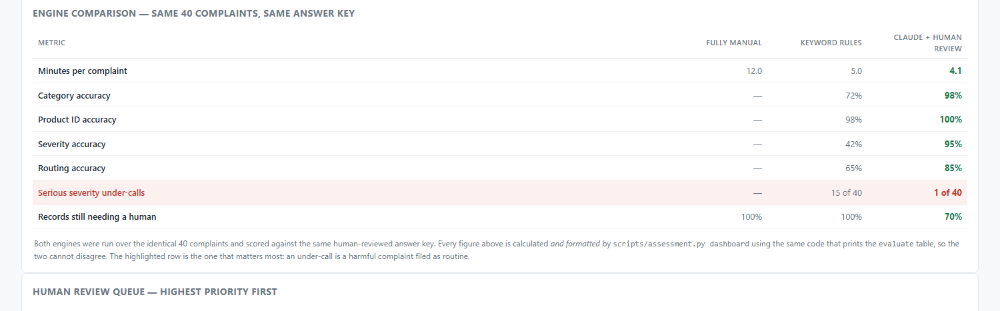 ENGINE COMPARISON — SAME 40 COMPLAINTS, SAME ANSWER KEY
METRIC FULLY MANUAL KEYWORD RULES CLAUDE + HUMAN REVIEW
Minutes per complaint 12.0 5.0 4.1
Category accuracy — 72% 98%
Product ID accuracy — 98% 100%
Severity accuracy — 42% 95%
Routing accuracy — 65% 85%
Serious severity under-calls — 15 of 40 1 of 40
Records still needing a human 100% 100% 70%
Both engines were run over the identical 40 complaints and scored against the same human-reviewed answer key. Every figure above is calculated and formatted by scripts/assessment.py dashboard using the same code that prints the evaluate table, so the
two cannot disagree. The highlighted row is the one that matters most: an under-call is a harmful complaint filed as routine.
HUMAN REVIEW QUEUE — HIGHEST PRIORITY FIRST